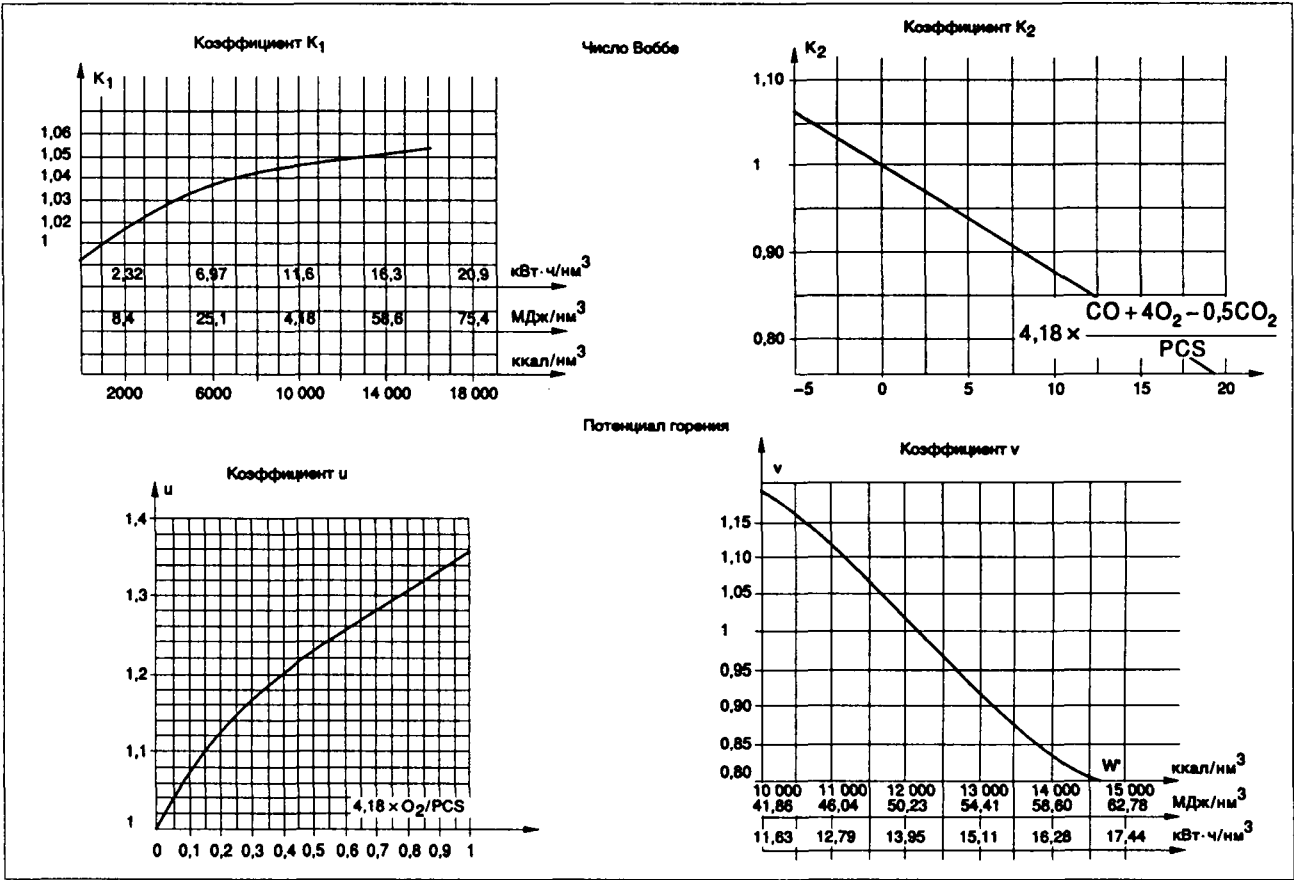 Коэффициент K1
Число Воббе
Коэффициент K2
K1
1,06
1,05
1,04
1,03
1,02
1
2,32 6,97 11,6 16,3 20,9 кВт·ч/нм3
8,4 25,1 4,18 58,6 75,4 МДж/нм3
ккал/нм3
2000 6000 10 000 14 000 18 000
K2
1,10
1
0,90
0,80
4,18 × CO + 4O2 – 0,5CO2
PCS
–5 0 5 10 15 20
Потенциал горения
Коэффициент u
u
1,4
1,3
1,2
1,1
1
4,18 × O2/PCS
0 0,1 0,2 0,3 0,4 0,5 0,6 0,7 0,8 0,9 1
Коэффициент v
v
1,15
1,10
1,05
1
0,95
0,90
0,85
0,80
W'
10 000 11 000 12 000 13 000 14 000 15 000 ккал/нм3
41,86 46,04 50,23 54,41 58,60 62,78 МДж/нм3
11,63 12,79 13,95 15,11 16,28 17,44 кВт·ч/нм3